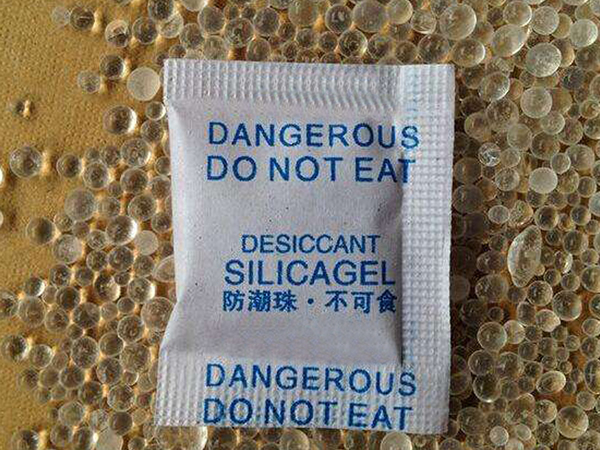 DANGEROUS
DO NOT EAT
DESICCANT
SILICAGEL
防潮珠·不可食
DANGEROUS
DO NOT EAT